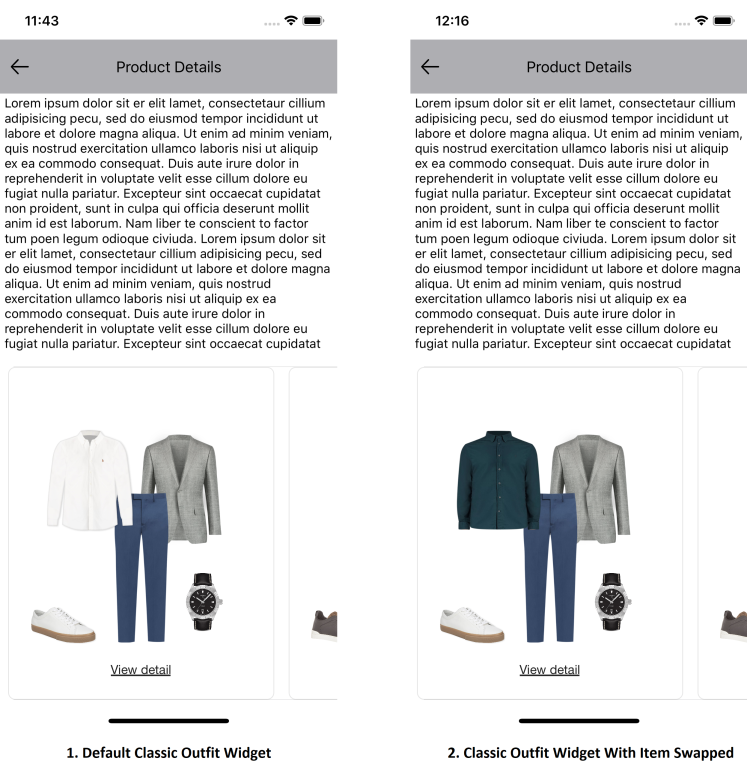 11:43
Product Details
Lorem ipsum dolor sit er elit lamet, consectetaur cillium
adipisicing pecu, sed do eiusmod tempor incididunt ut
labore et dolore magna aliqua. Ut enim ad minim veniam,
quis nostrud exercitation ullamco laboris nisi ut aliquip
ex ea commodo consequat. Duis aute irure dolor in
reprehenderit in voluptate velit esse cillum dolore eu
fugiat nulla pariatur. Excepteur sint occaecat cupidatat
non proident, sunt in culpa qui officia deserunt mollit
anim id est laborum. Nam liber te conscient to factor
tum poen legum odioque civiuda. Lorem ipsum dolor sit
er elit lamet, consectetaur cillium adipisicing pecu, sed
do eiusmod tempor incididunt ut labore et dolore magna
aliqua. Ut enim ad minim veniam, quis nostrud
exercitation ullamco laboris nisi ut aliquip ex ea
commodo consequat. Duis aute irure dolor in
reprehenderit in voluptate velit esse cillum dolore eu
fugiat nulla pariatur. Excepteur sint occaecat cupidatat
View detail
1. Default Classic Outfit Widget
12:16
Product Details
Lorem ipsum dolor sit er elit lamet, consectetaur cillium
adipisicing pecu, sed do eiusmod tempor incididunt ut
labore et dolore magna aliqua. Ut enim ad minim veniam,
quis nostrud exercitation ullamco laboris nisi ut aliquip
ex ea commodo consequat. Duis aute irure dolor in
reprehenderit in voluptate velit esse cillum dolore eu
fugiat nulla pariatur. Excepteur sint occaecat cupidatat
non proident, sunt in culpa qui officia deserunt mollit
anim id est laborum. Nam liber te conscient to factor
tum poen legum odioque civiuda. Lorem ipsum dolor sit
er elit lamet, consectetaur cillium adipisicing pecu, sed
do eiusmod tempor incididunt ut labore et dolore magna
aliqua. Ut enim ad minim veniam, quis nostrud
exercitation ullamco laboris nisi ut aliquip ex ea
commodo consequat. Duis aute irure dolor in
reprehenderit in voluptate velit esse cillum dolore eu
fugiat nulla pariatur. Excepteur sint occaecat cupidatat
View detail
2. Classic Outfit Widget With Item Swapped